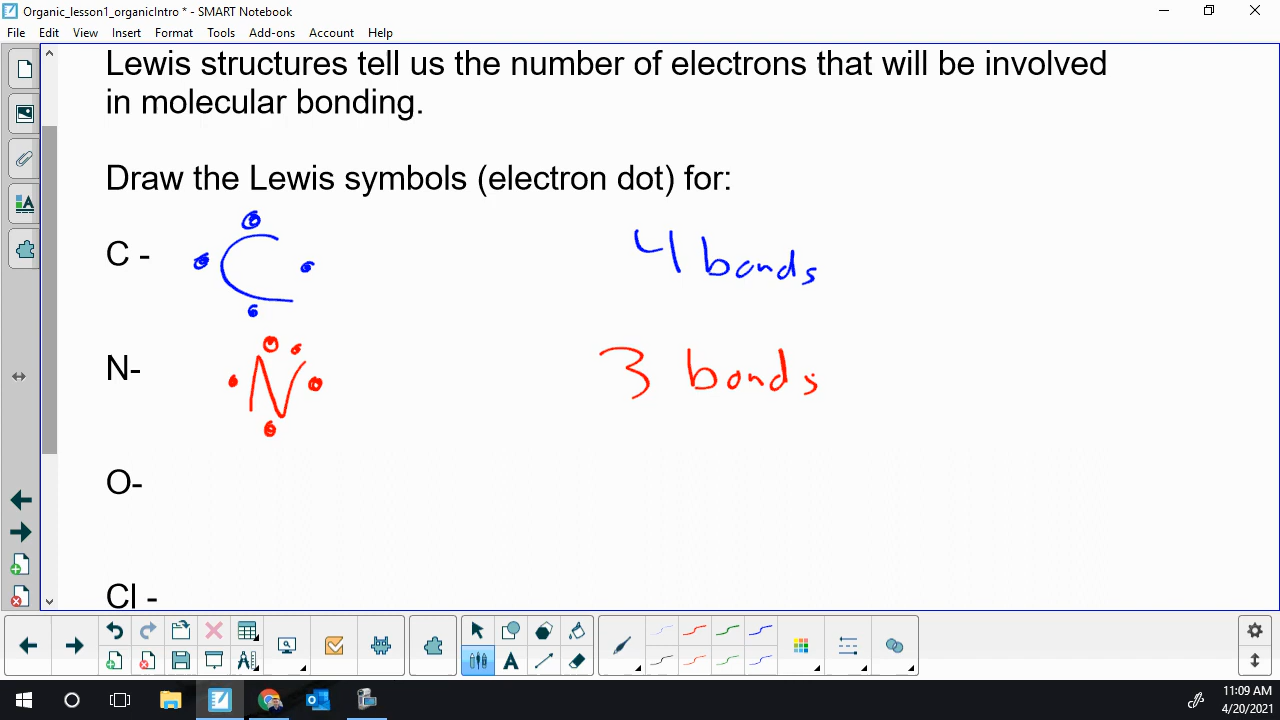 Organic_lesson1_organicIntro * - SMART Notebook
File Edit View Insert Format Tools Add-ons Account Help
Lewis structures tell us the number of electrons that will be involved
in molecular bonding.
Draw the Lewis symbols (electron dot) for:
C - C 4 bonds
N- N 3 bonds
O-
Cl -
11:09 AM
4/20/2021